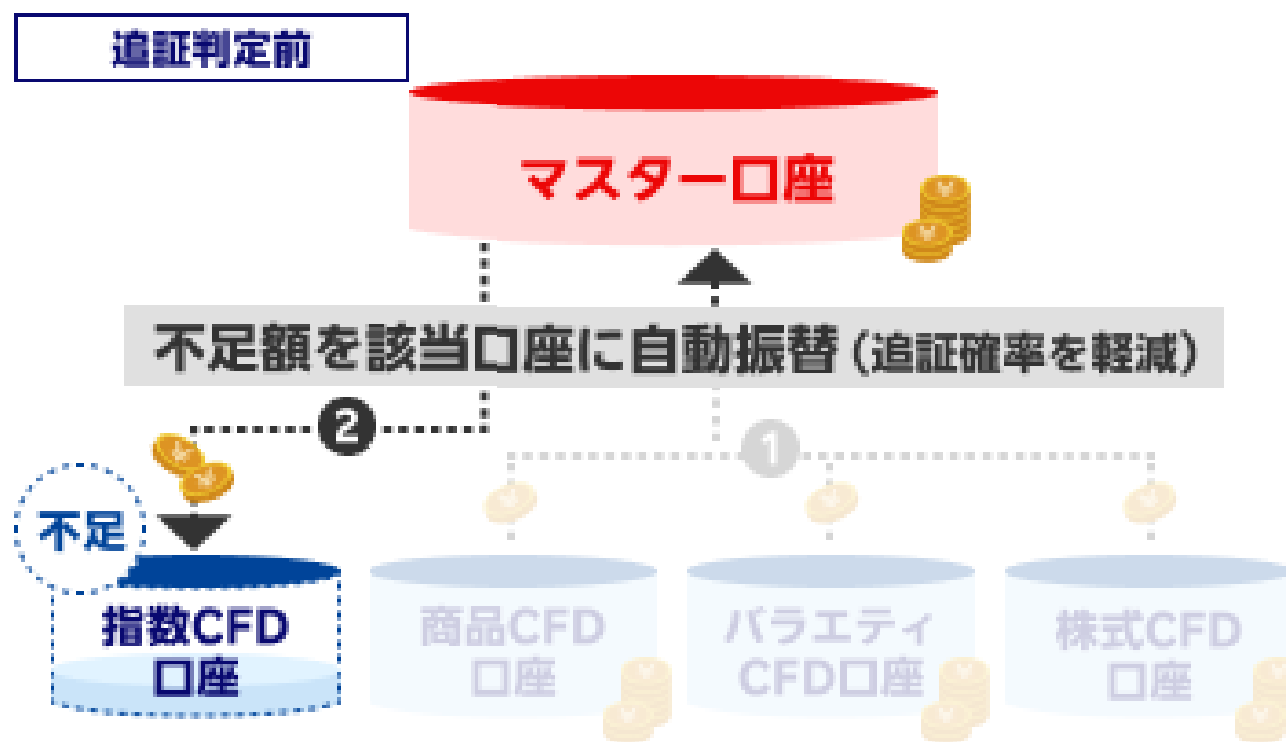 追証判定前
マスター口座
不足額を該当口座に自動振替(追証確率を軽減)
2
1
不足
指数CFD
口座
商品CFD
口座
バラエティ
CFD口座
株式CFD
口座